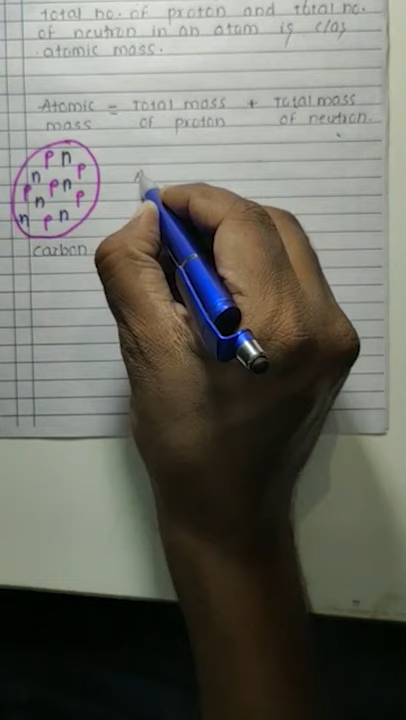 total no. of proton and total no.
of neutron in an atom is c/as
atomic mass.
Atomic = Total mass + Total mass
mass of proton of neutron.
p n
n p
p p n
n p
n p n
carbon
A